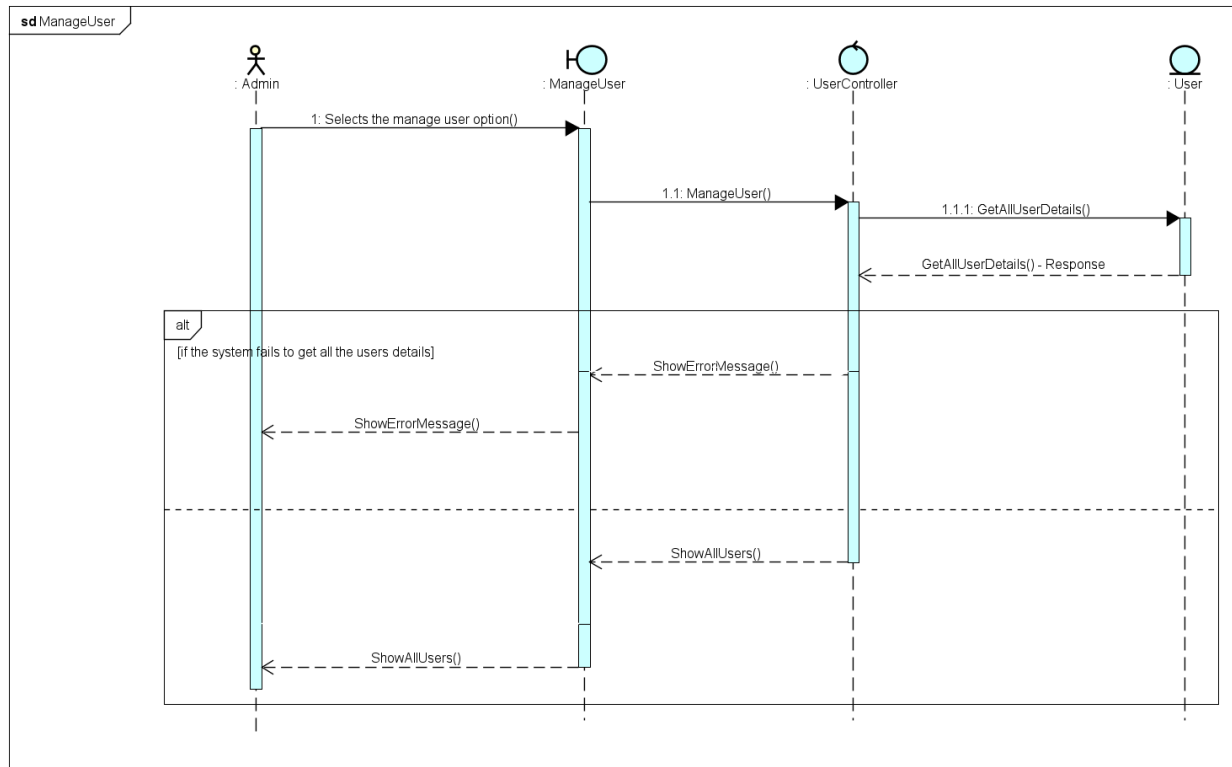 sd ManageUser
: Admin
: ManageUser
: UserController
: User
1: Selects the manage user option()
1.1: ManageUser()
1.1.1: GetAllUserDetails()
GetAllUserDetails() - Response
alt
[if the system fails to get all the users details]
ShowErrorMessage()
ShowErrorMessage()
ShowAllUsers()
ShowAllUsers()